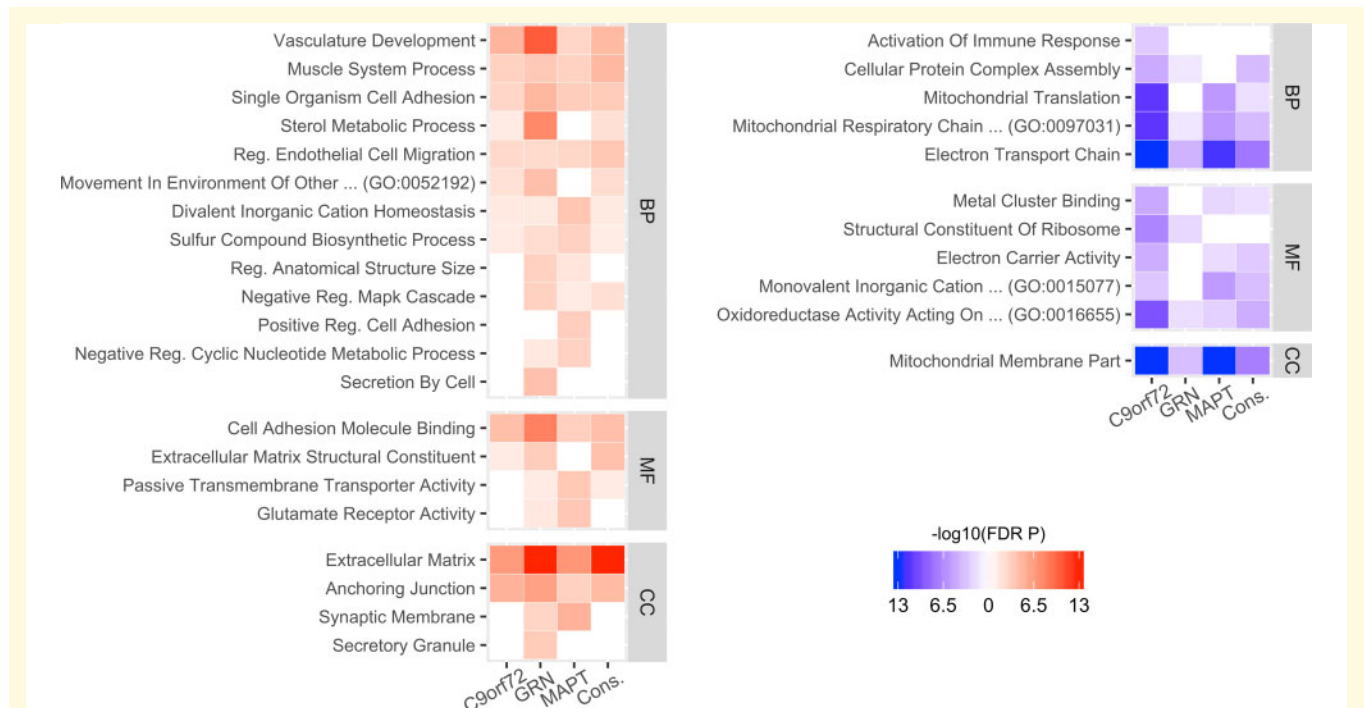 Vasculature Development
Muscle System Process
Single Organism Cell Adhesion
Sterol Metabolic Process
Reg. Endothelial Cell Migration
Movement In Environment Of Other ... (GO:0052192)
Divalent Inorganic Cation Homeostasis
Sulfur Compound Biosynthetic Process
Reg. Anatomical Structure Size
Negative Reg. Mapk Cascade
Positive Reg. Cell Adhesion
Negative Reg. Cyclic Nucleotide Metabolic Process
Secretion By Cell
BP
Cell Adhesion Molecule Binding
Extracellular Matrix Structural Constituent
Passive Transmembrane Transporter Activity
Glutamate Receptor Activity
MF
Extracellular Matrix
Anchoring Junction
Synaptic Membrane
Secretory Granule
CC
C9orf72 GRN MAPT Cons.
Activation Of Immune Response
Cellular Protein Complex Assembly
Mitochondrial Translation
Mitochondrial Respiratory Chain ... (GO:0097031)
Electron Transport Chain
BP
Metal Cluster Binding
Structural Constituent Of Ribosome
Electron Carrier Activity
Monovalent Inorganic Cation ... (GO:0015077)
Oxidoreductase Activity Acting On ... (GO:0016655)
MF
Mitochondrial Membrane Part
CC
C9orf72 GRN MAPT Cons.
-log10(FDR P)
13 6.5 0 6.5 13